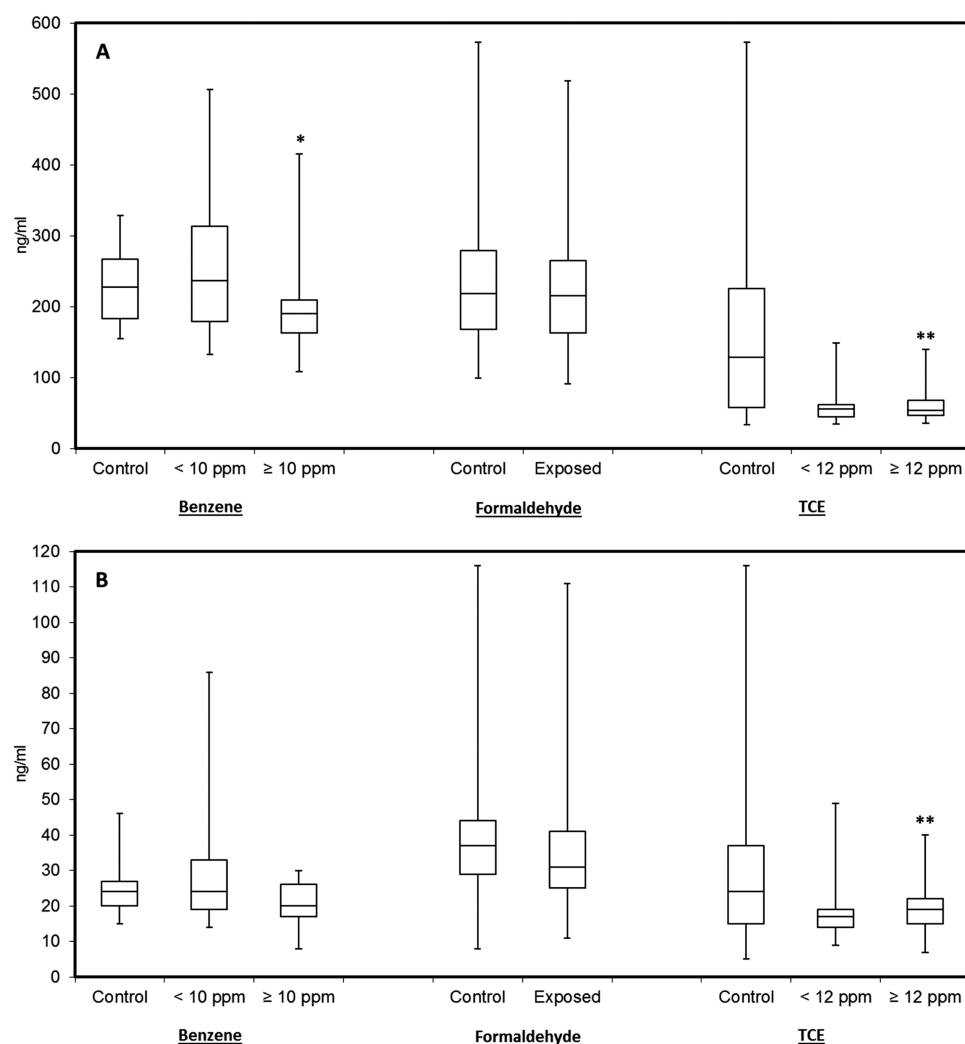 600
A
500
*
400
300
ng/ml
200
**
100
0
Control < 10 ppm ≥ 10 ppm Control Exposed Control < 12 ppm ≥ 12 ppm
Benzene Formaldehyde TCE
120
B
110
100
90
80
70
60
ng/ml
50
**
40
30
20
10
0
Control < 10 ppm ≥ 10 ppm Control Exposed Control < 12 ppm ≥ 12 ppm
Benzene Formaldehyde TCE